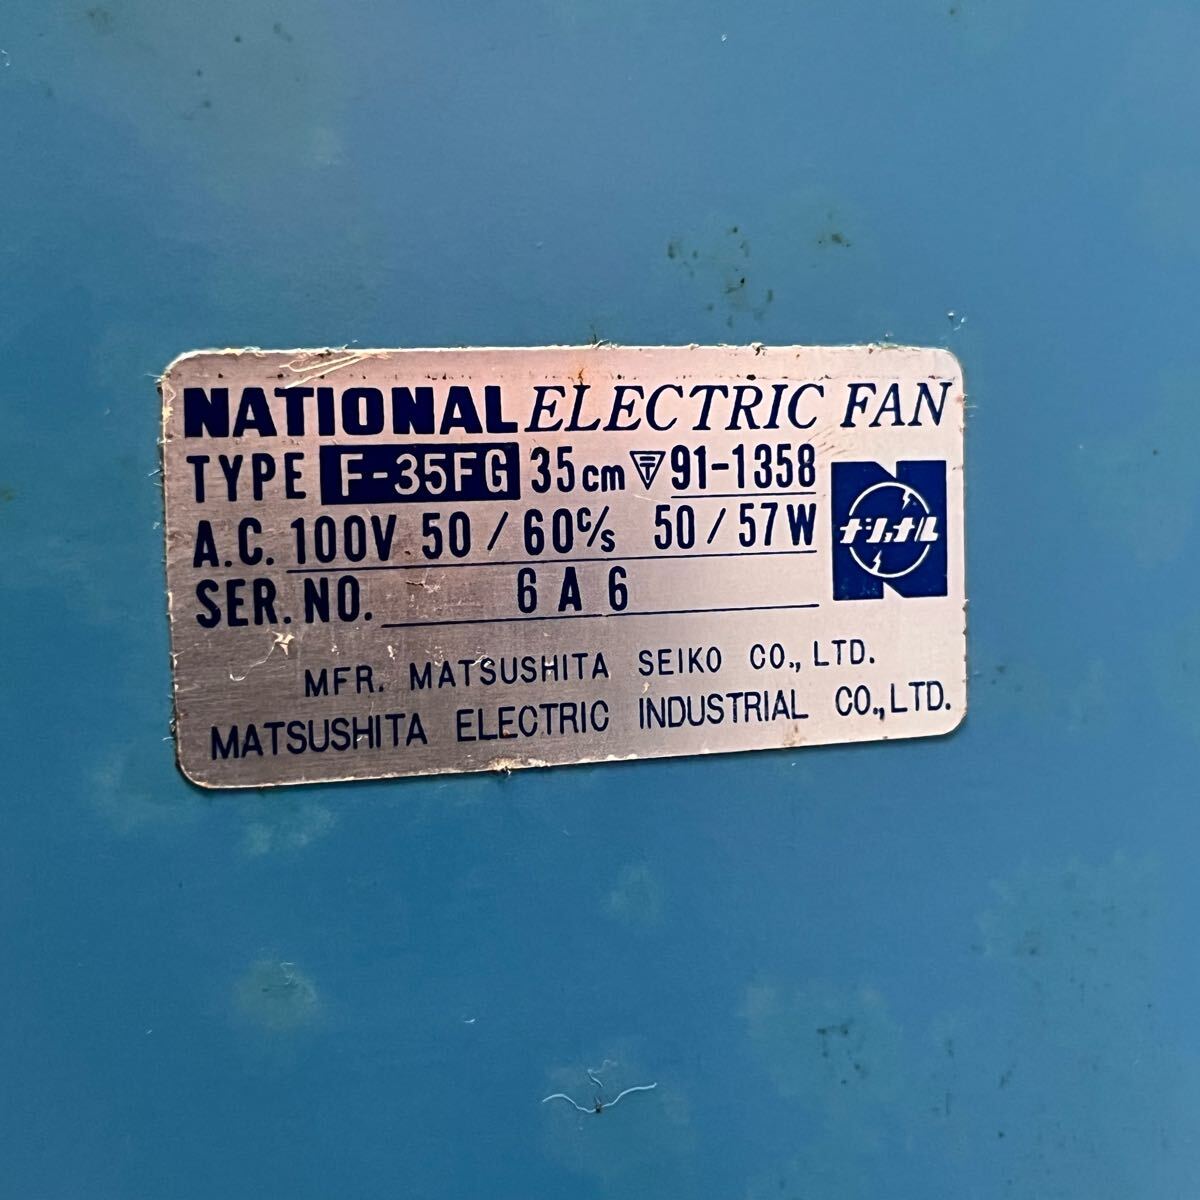 NATIONAL ELECTRIC FAN
TYPE F-35FG 35cm 〒 91-1358
A.C. 100V 50/60c/s 50/57W
ナショナル
SER. NO. 6A6
MFR. MATSUSHITA SEIKO CO., LTD.
MATSUSHITA ELECTRIC INDUSTRIAL CO., LTD.